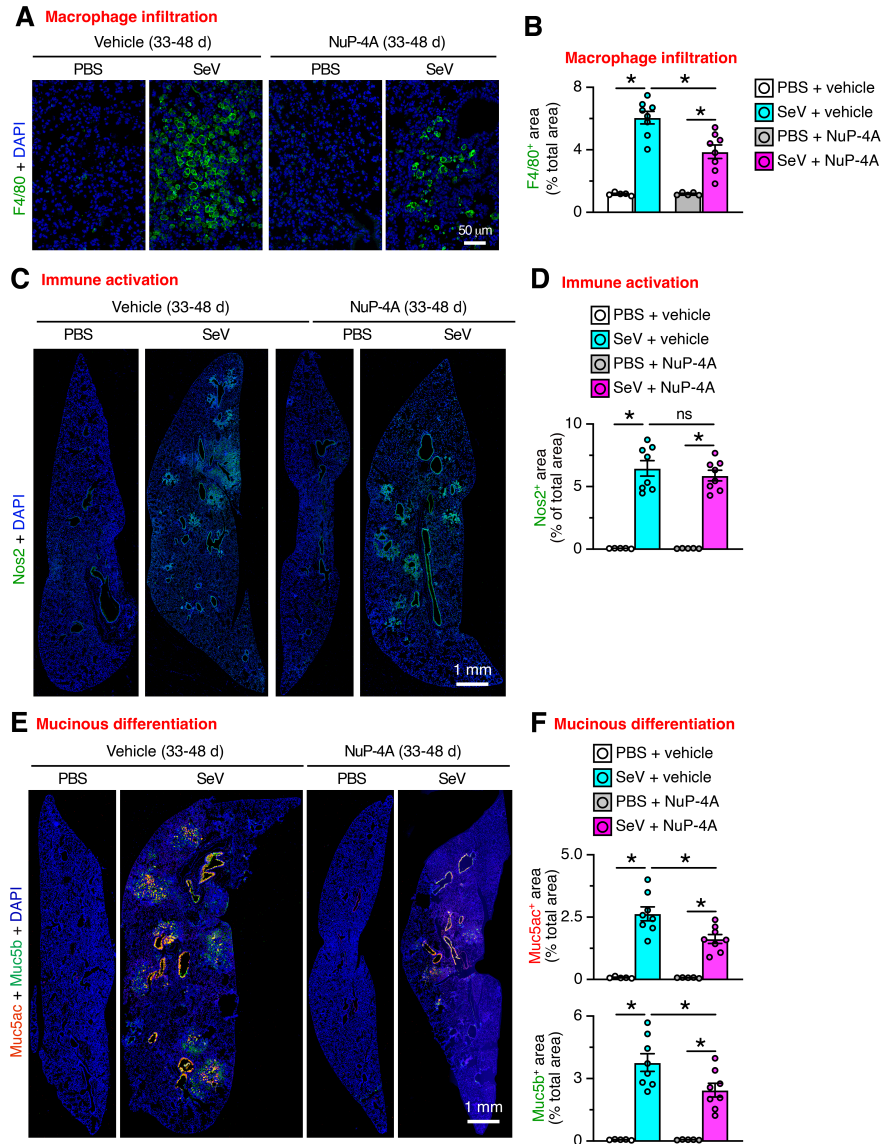 A Macrophage infiltration
Vehicle (33-48 d) NuP-4A (33-48 d)
PBS SeV PBS SeV
F4/80 + DAPI
50 μm
B
Macrophage infiltration
F4/80+ area
(% total area)
8
4
0
* *
*
PBS + vehicle
SeV + vehicle
PBS + NuP-4A
SeV + NuP-4A
C Immune activation
Vehicle (33-48 d) NuP-4A (33-48 d)
PBS SeV PBS SeV
Nos2 + DAPI
1 mm
D Immune activation
PBS + vehicle
SeV + vehicle
PBS + NuP-4A
SeV + NuP-4A
Nos2+ area
(% of total area)
10
5
0
* ns
*
E Mucinous differentiation
Vehicle (33-48 d) NuP-4A (33-48 d)
PBS SeV PBS SeV
Muc5ac + Muc5b + DAPI
1 mm
F Mucinous differentiation
PBS + vehicle
SeV + vehicle
PBS + NuP-4A
SeV + NuP-4A
Muc5ac+ area
(% total area)
5.0
2.5
0
* *
*
Muc5b+ area
(% total area)
6
3
0
* *
*